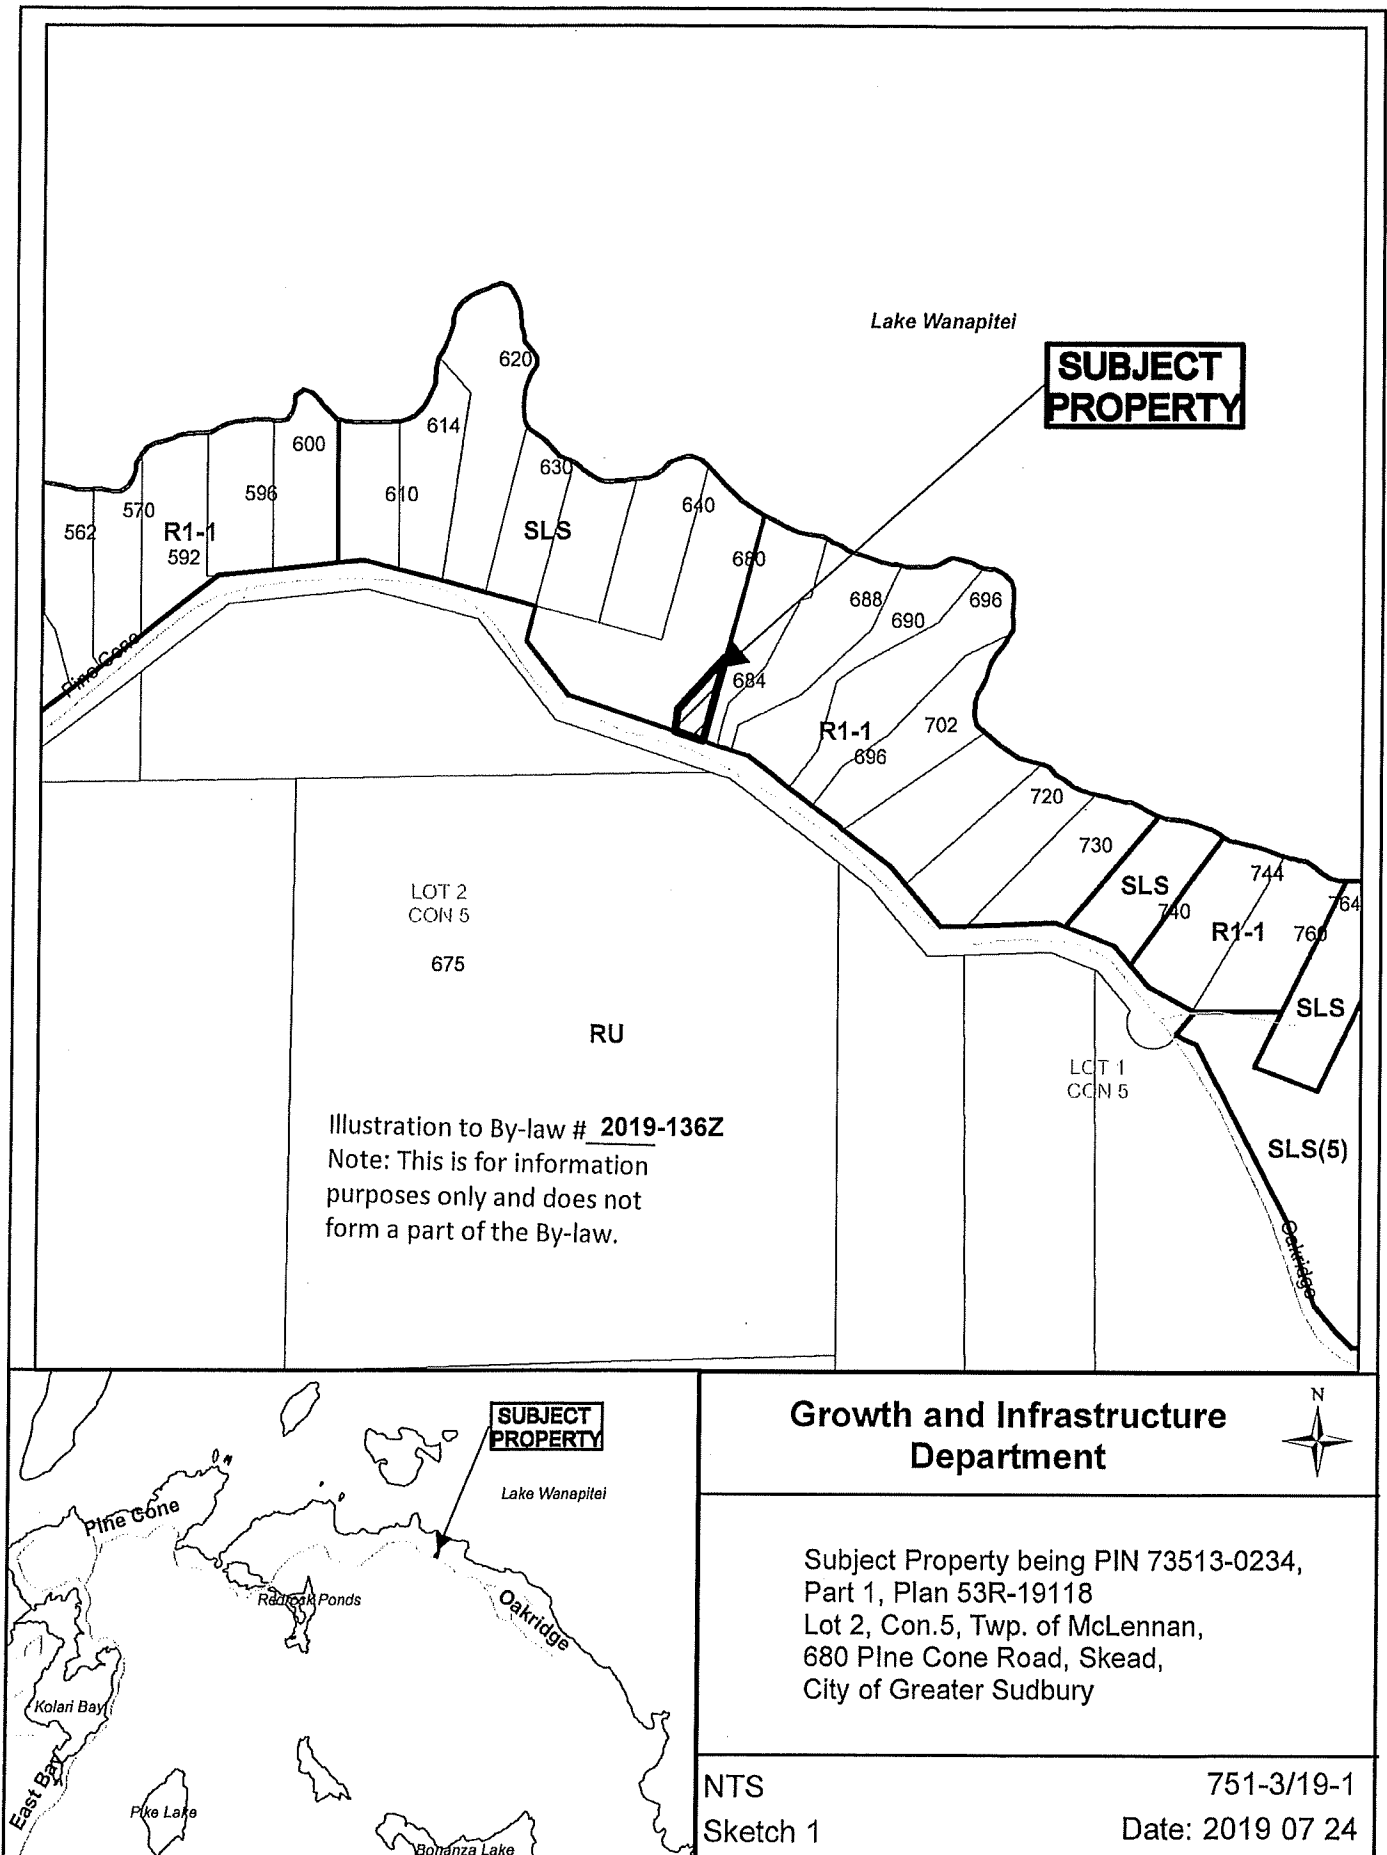 Lake Wanapitei
SUBJECT
PROPERTY
620
614
600
630
610
596
640
570
562
R1-1
592
SLS
680
688
690
696
684
Pine Cone
R1-1
702
696
720
730
SLS
740
744
764
R1-1
760
SLS
LOT 2
CON 5
675
RU
LOT 1
CON 5
SLS(5)
Oakridge
Illustration to By-law # 2019-136Z
Note: This is for information
purposes only and does not
form a part of the By-law.
SUBJECT
PROPERTY
Lake Wanapitei
Pine Cone
Redrock Ponds
Oakridge
Kolari Bay
East Bay
Pike Lake
Bonanza Lake
Growth and Infrastructure
Department
N
Subject Property being PIN 73513-0234,
Part 1, Plan 53R-19118
Lot 2, Con.5, Twp. of McLennan,
680 PIne Cone Road, Skead,
City of Greater Sudbury
NTS
751-3/19-1
Sketch 1
Date: 2019 07 24